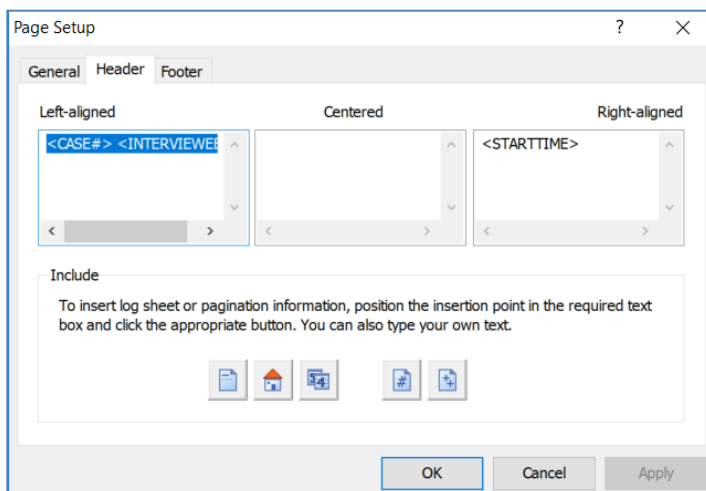 Page Setup ?
General Header Footer
Left-aligned Centered Right-aligned
<CASE#> <INTERVIEWEE <STARTTIME>
Include
To insert log sheet or pagination information, position the insertion point in the required text
box and click the appropriate button. You can also type your own text.
OK Cancel Apply